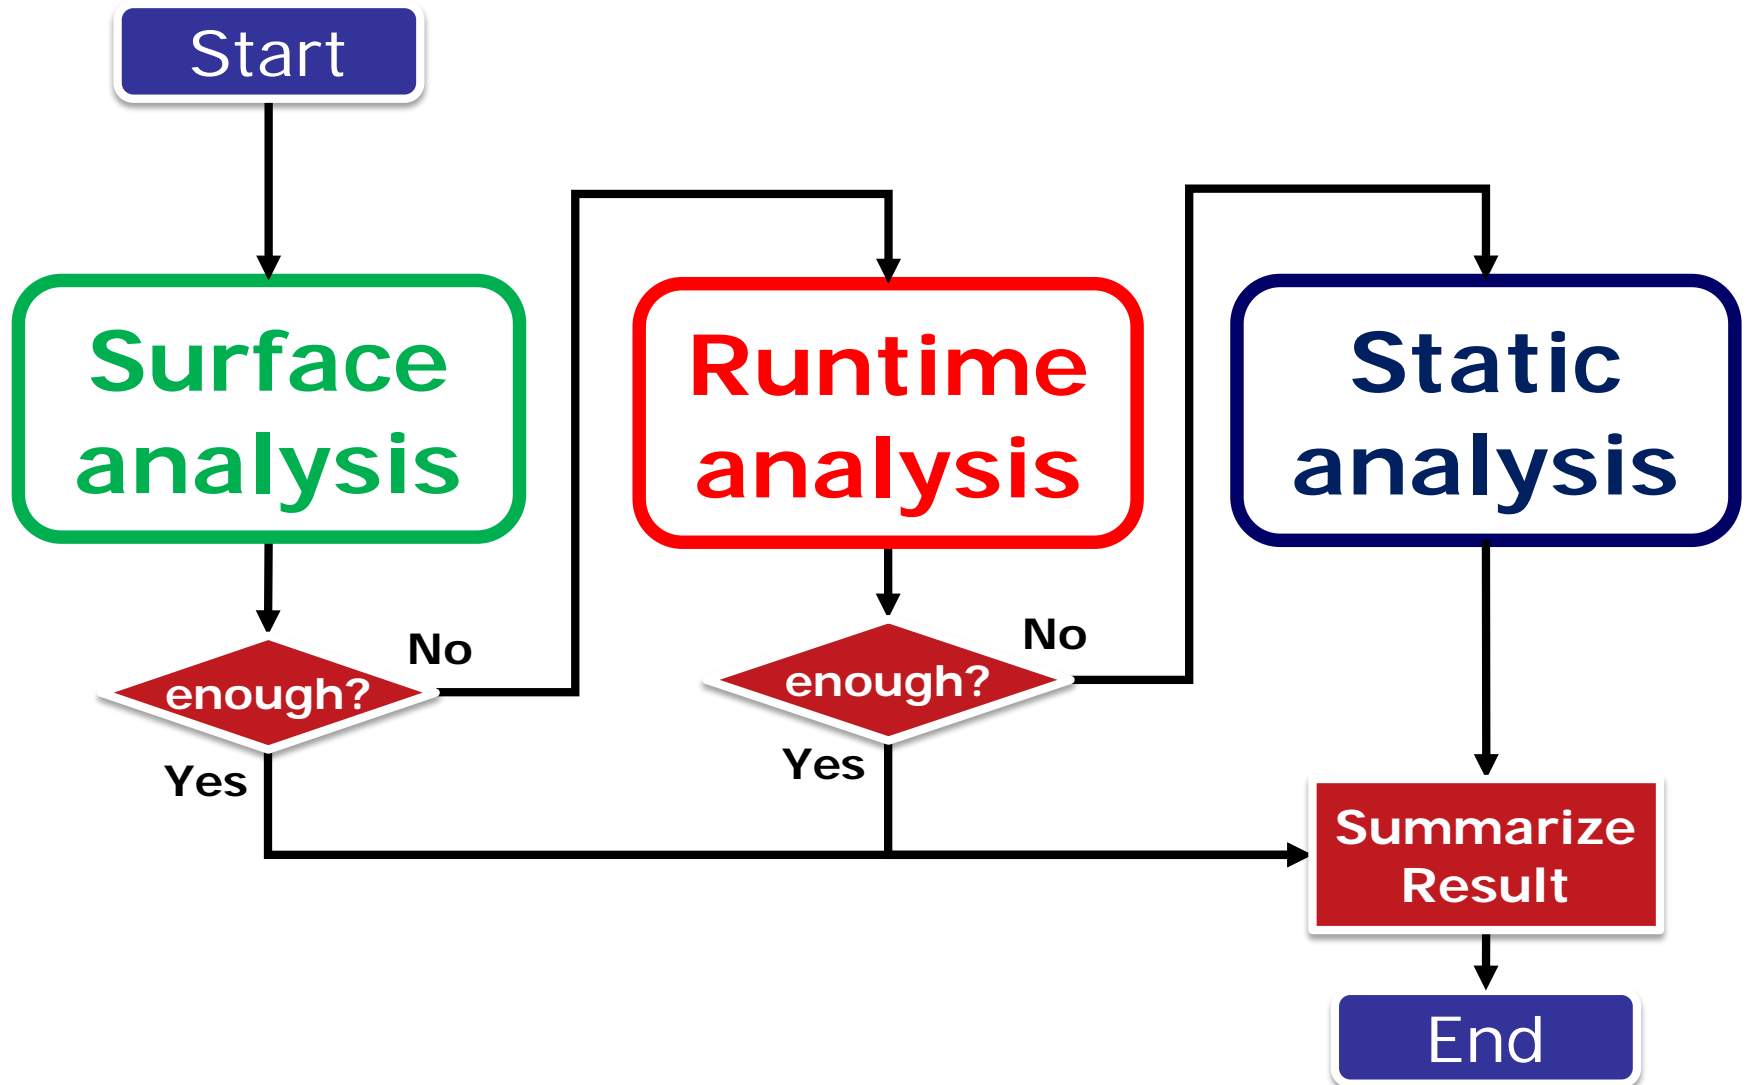 Start
Surface
analysis
Runtime
analysis
Static
analysis
enough?
No
Yes
enough?
No
Yes
Summarize
Result
End